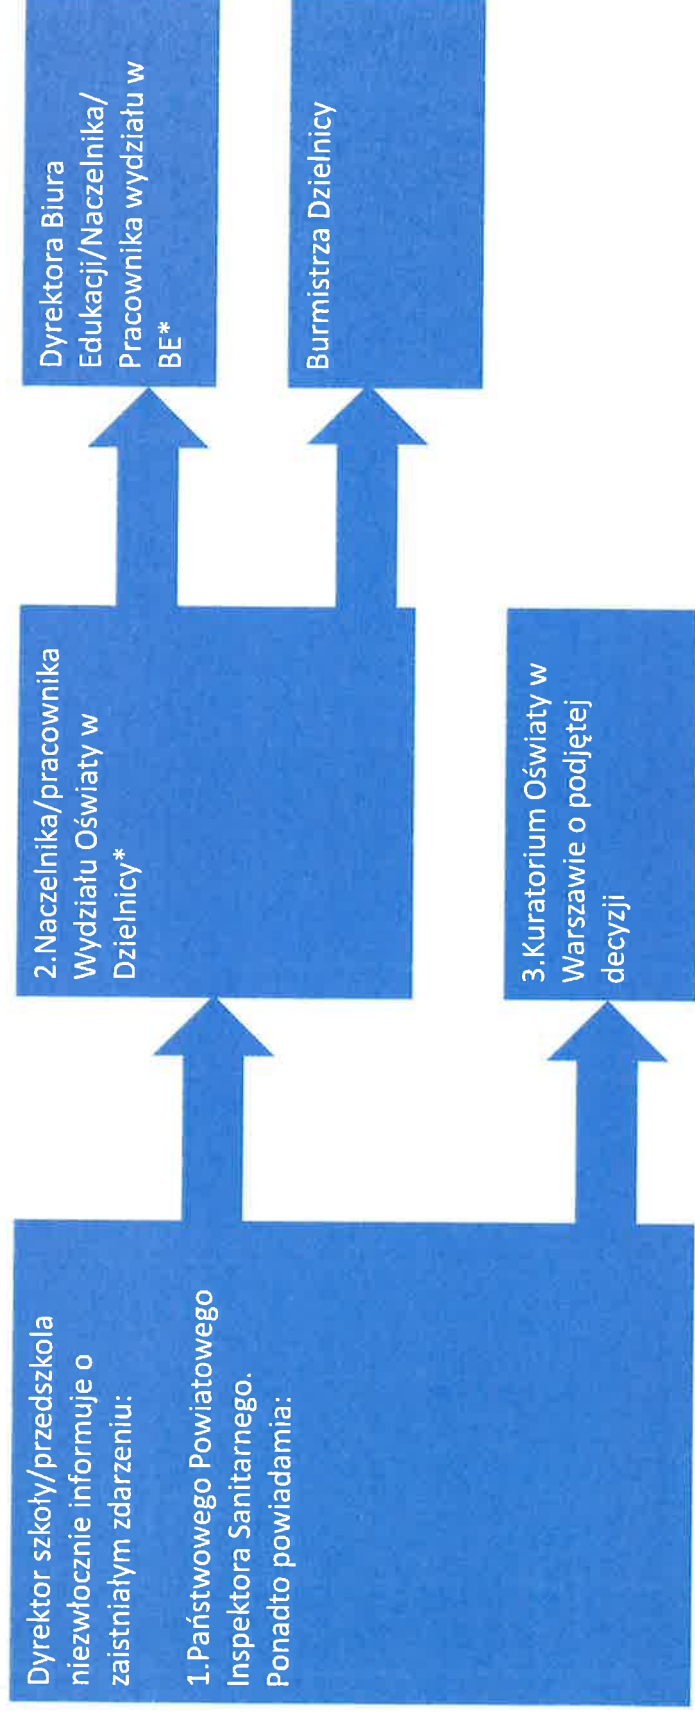 Dyrektor szkoły/przedszkola
niezwłocznie informuje o
zaistniałym zdarzeniu:
1.Państwowego Powiatowego
Inspektora Sanitarnego.
Ponadto powiadamia:
2.Naczelnika/pracownika
Wydziału Oświaty w
Dzielnicy*
3.Kuratorium Oświaty w
Warszawie o podjętej
decyzji
Dyrektora Biura
Edukacji/Naczelnika/
Pracownika wydziału w
BE*
Burmistrza Dzielnicy